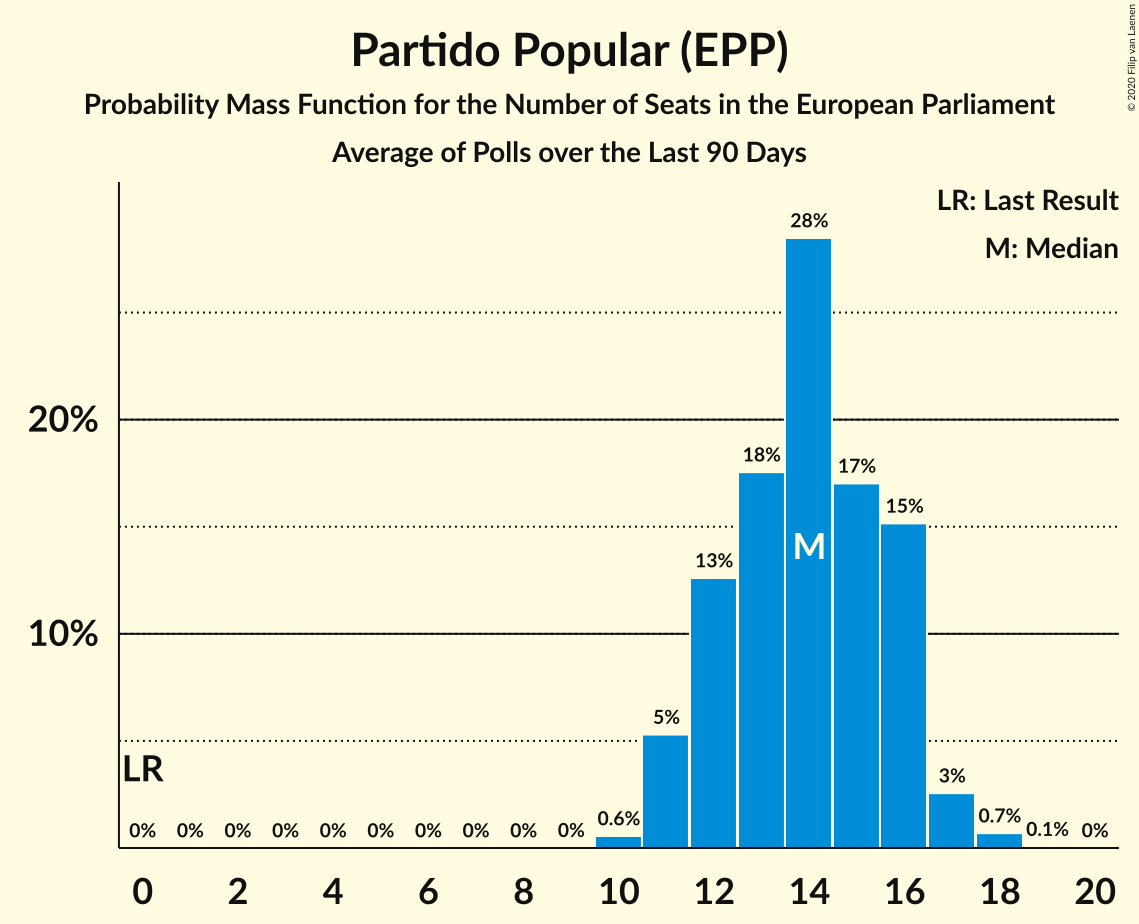 Partido Popular (EPP)
Probability Mass Function for the Number of Seats in the European Parliament
Average of Polls over the Last 90 Days
© 2020 Filip van Laenen
LR: Last Result
M: Median
28%
20%
18%
17%
15%
M
13%
10%
5%
LR
3%
0% 0% 0% 0% 0% 0% 0% 0% 0% 0% 0.6% 0.7% 0.1% 0%
0 2 4 6 8 10 12 14 16 18 20